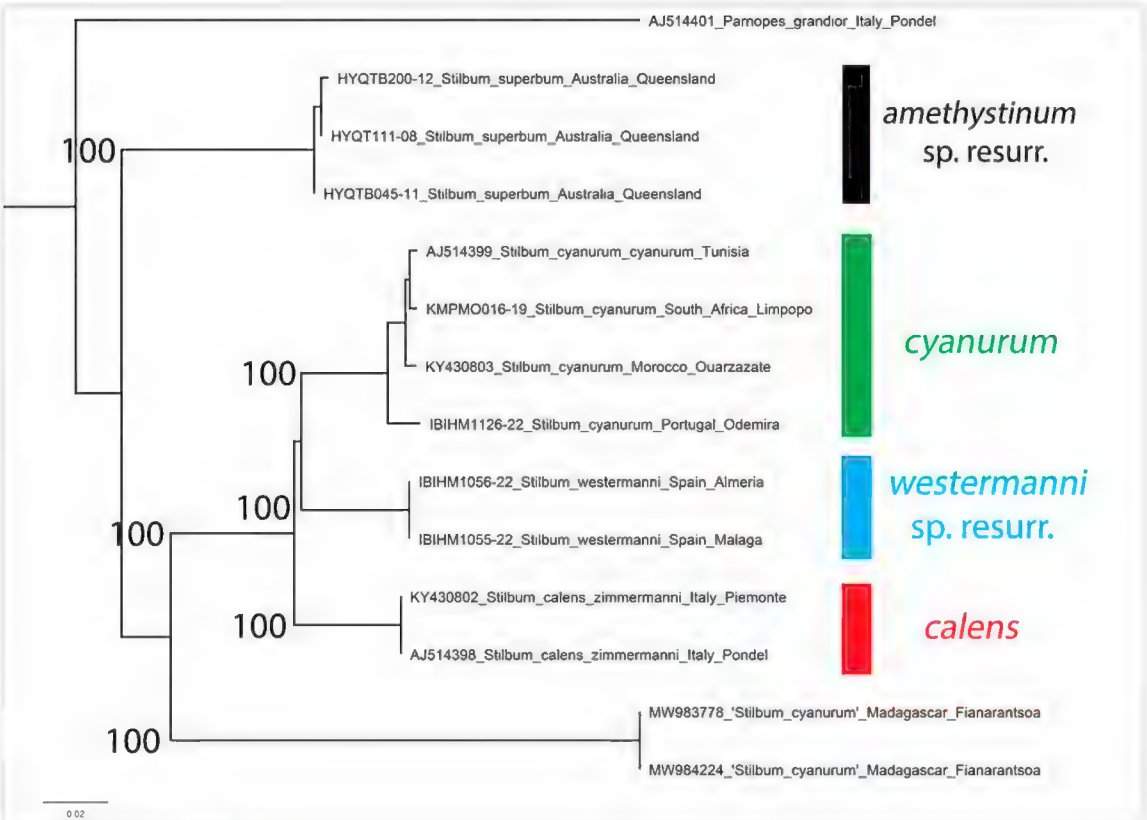 AJ514401_Parnopes_grandior_Italy_Pondel
HYQTB200-12_Stilbum_superbum_Australia_Queensland
amethystinum
100
HYQT111-08_Stilbum_superbum_Australia_Queensland
sp. resurr.
HYQTB045-11_Stilbum_superbum_Australia_Queensland
AJ514399_Stilbum_cyanurum_cyanurum_Tunisia
KMPMO016-19_Stilbum_cyanurum_South_Africa_Limpopo
cyanurum
100
KY430803_Stilbum_cyanurum_Morocco_Ouarzazate
IBIHM1126-22_Stilbum_cyanurum_Portugal_Odemira
IBIHM1056-22_Stilbum_westermanni_Spain_Almeria
westermanni
100
sp. resurr.
100
IBIHM1055-22_Stilbum_westermanni_Spain_Malaga
KY430802_Stilbum_calens_zimmermanni_Italy_Piemonte
100
calens
AJ514398_Stilbum_calens_zimmermanni_Italy_Pondel
MW983778_'Stilbum_cyanurum'_Madagascar_Fianarantsoa
100
MW984224_'Stilbum_cyanurum'_Madagascar_Fianarantsoa
0 02